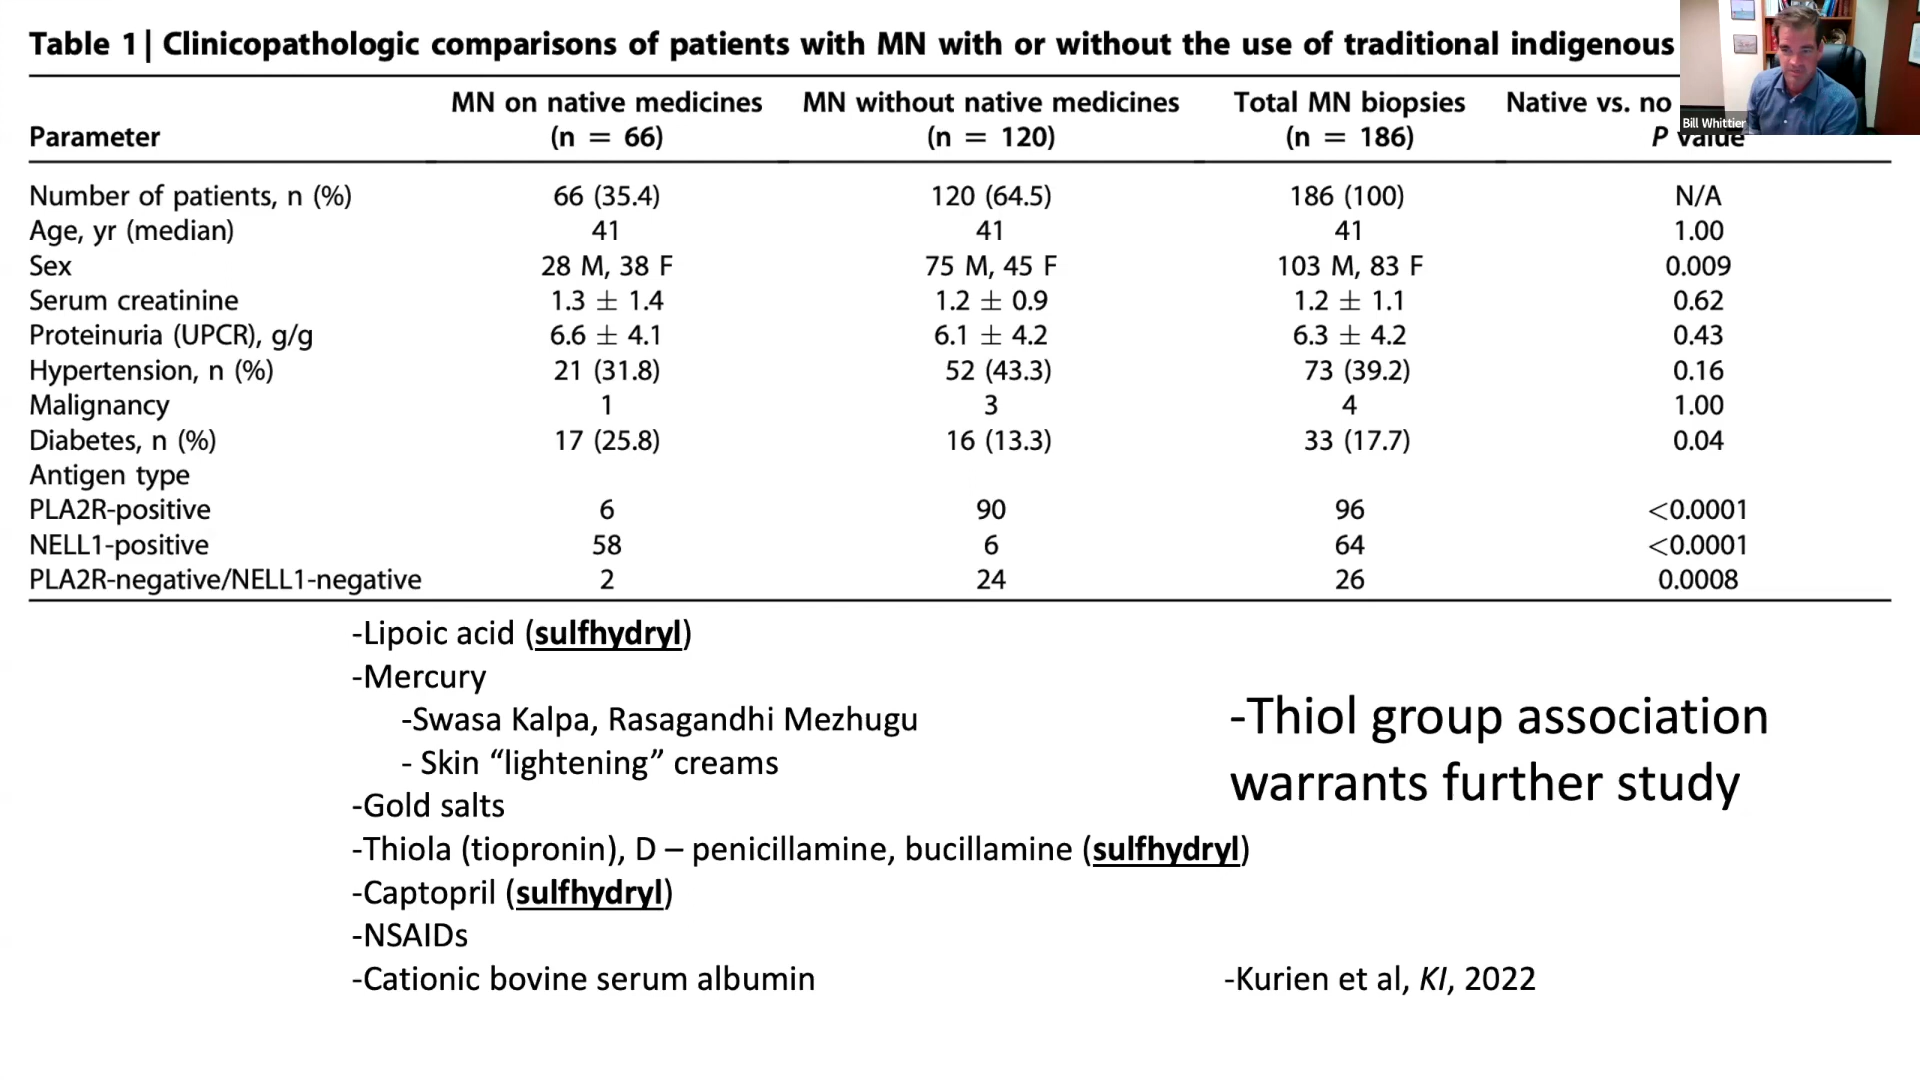 Table 1| Clinicopathologic comparisons of patients with MN with or without the use of traditional indigenous
Parameter MN on native medicines (n = 66) MN without native medicines (n = 120) Total MN biopsies (n = 186) Native vs. no P value
Number of patients, n (%) 66 (35.4) 120 (64.5) 186 (100) N/A
Age, yr (median) 41 41 41 1.00
Sex 28 M, 38 F 75 M, 45 F 103 M, 83 F 0.009
Serum creatinine 1.3 ± 1.4 1.2 ± 0.9 1.2 ± 1.1 0.62
Proteinuria (UPCR), g/g 6.6 ± 4.1 6.1 ± 4.2 6.3 ± 4.2 0.43
Hypertension, n (%) 21 (31.8) 52 (43.3) 73 (39.2) 0.16
Malignancy 1 3 4 1.00
Diabetes, n (%) 17 (25.8) 16 (13.3) 33 (17.7) 0.04
Antigen type
PLA2R-positive 6 90 96 <0.0001
NELL1-positive 58 6 64 <0.0001
PLA2R-negative/NELL1-negative 2 24 26 0.0008
-Lipoic acid (sulfhydryl)
-Mercury
-Swasa Kalpa, Rasagandhi Mezhugu
- Skin “lightening” creams
-Gold salts
-Thiola (tiopronin), D – penicillamine, bucillamine (sulfhydryl)
-Captopril (sulfhydryl)
-NSAIDs
-Cationic bovine serum albumin
-Thiol group association
warrants further study
-Kurien et al, KI, 2022
Bill Whittier